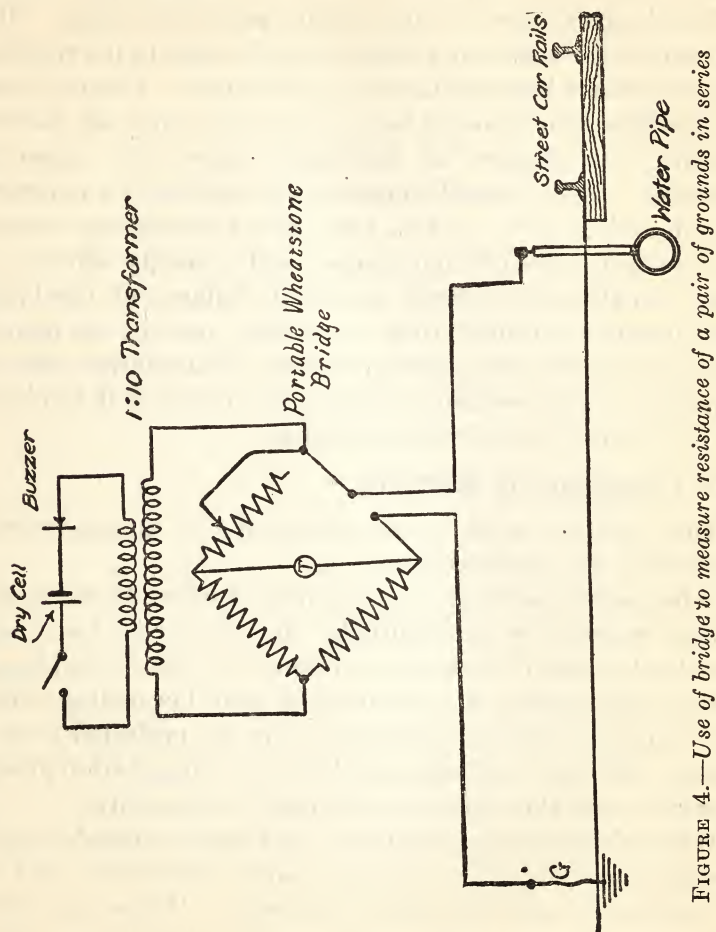 Dry Cell
Buzzer
1:10 Transformer
Portable Wheatstone
Bridge
T
Street Car Rails
Water Pipe
G
FIGURE 4.—Use of bridge to measure resistance of a pair of grounds in series